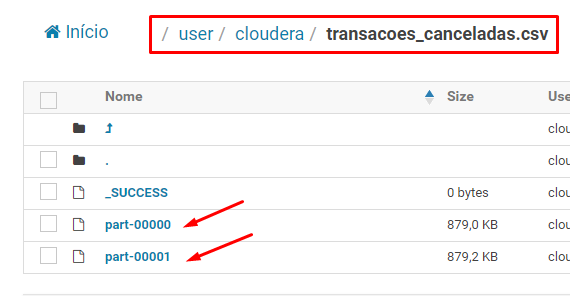 Início / user / cloudera / transacoes_canceladas.csv
Nome Size Use
clou
. clou
_SUCCESS 0 bytes clou
part-00000 879,0 KB clou
part-00001 879,2 KB clou